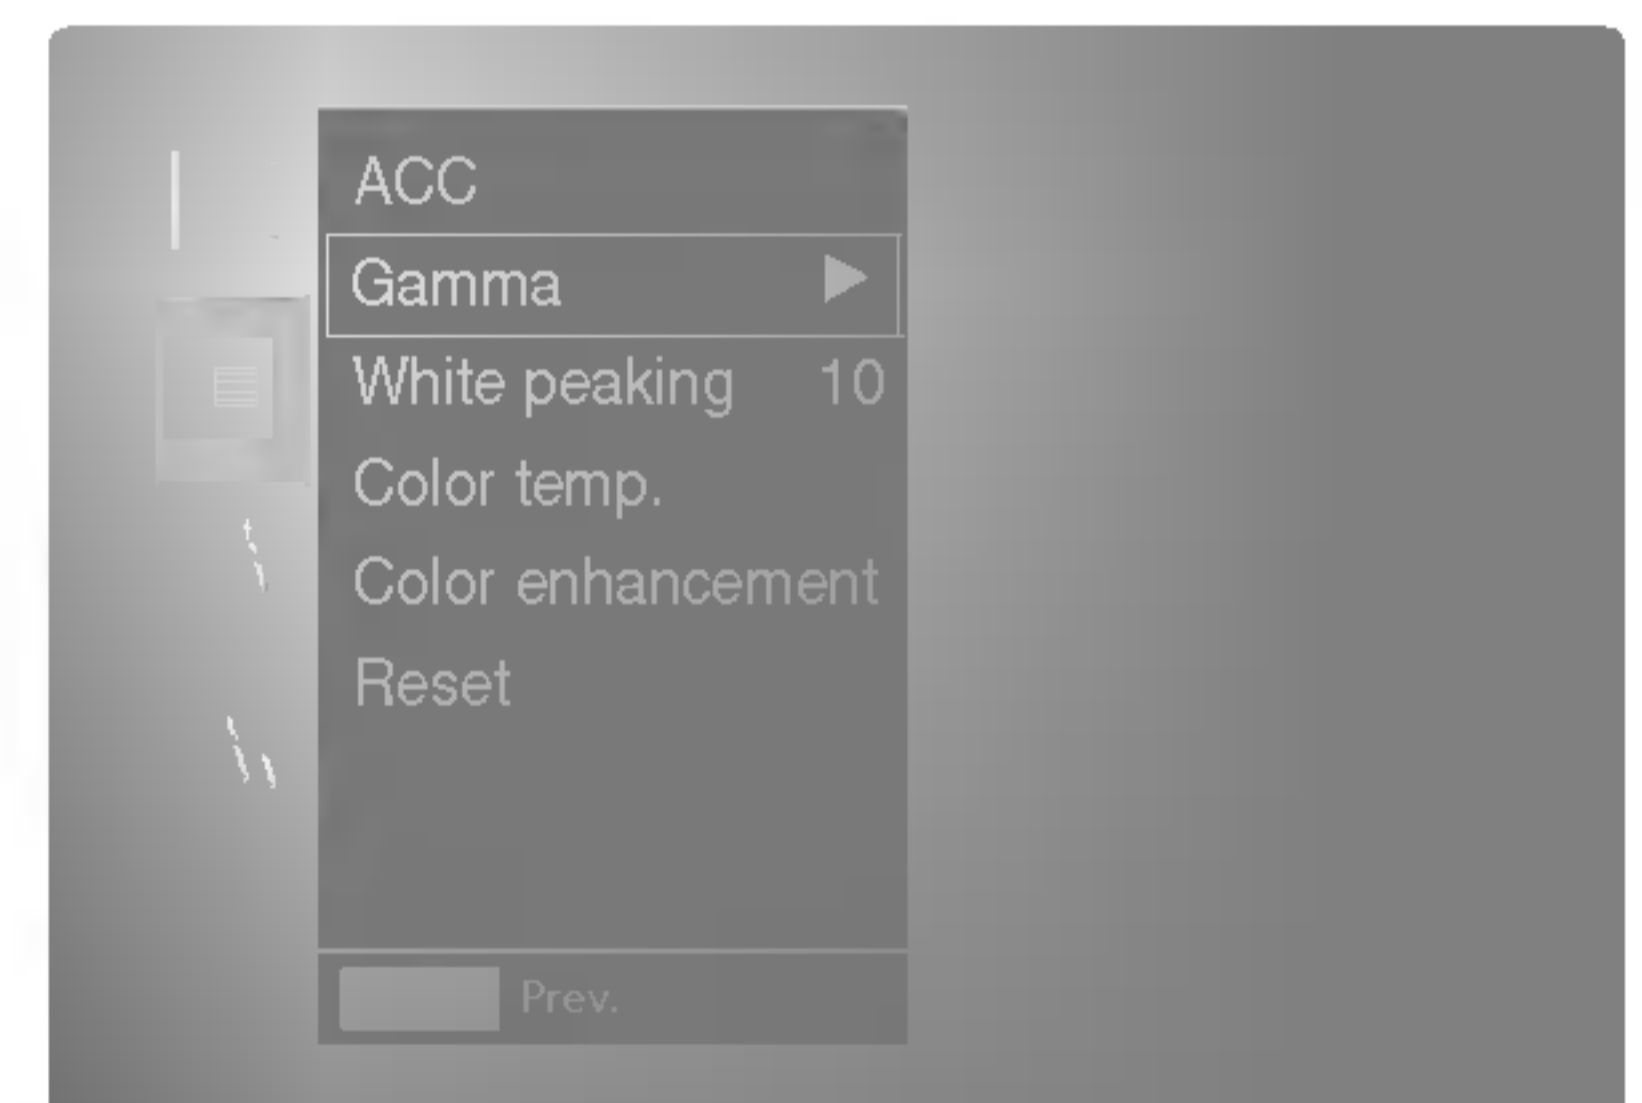 ACC
Gamma
White peaking 10
Color temp.
Color enhancement
Reset
Prev.